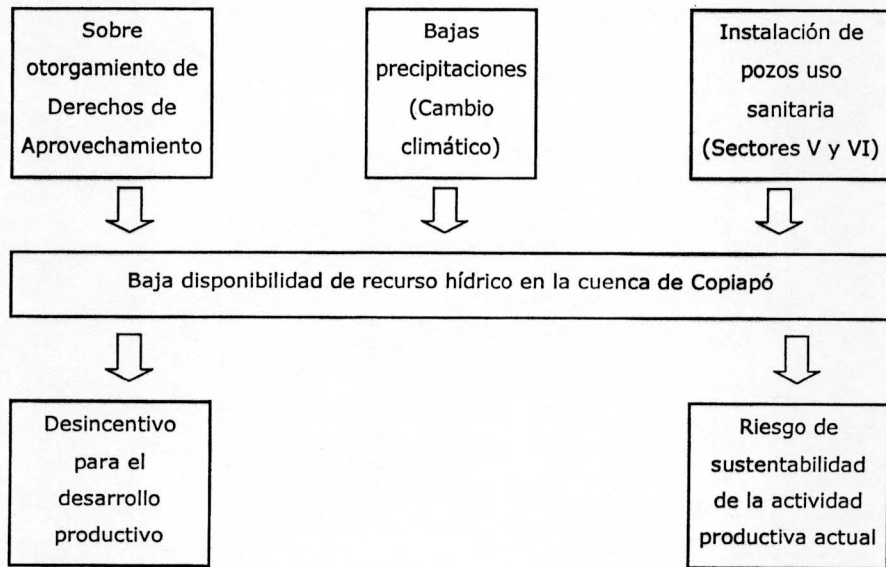 Sobre
otorgamiento de
Derechos de
Aprovechamiento
Bajas
precipitaciones
(Cambio
climático)
Instalación de
pozos uso
sanitaria
(Sectores V y VI)
Baja disponibilidad de recurso hídrico en la cuenca de Copiapó
Desincentivo
para el
desarrollo
productivo
Riesgo de
sustentabilidad
de la actividad
productiva actual